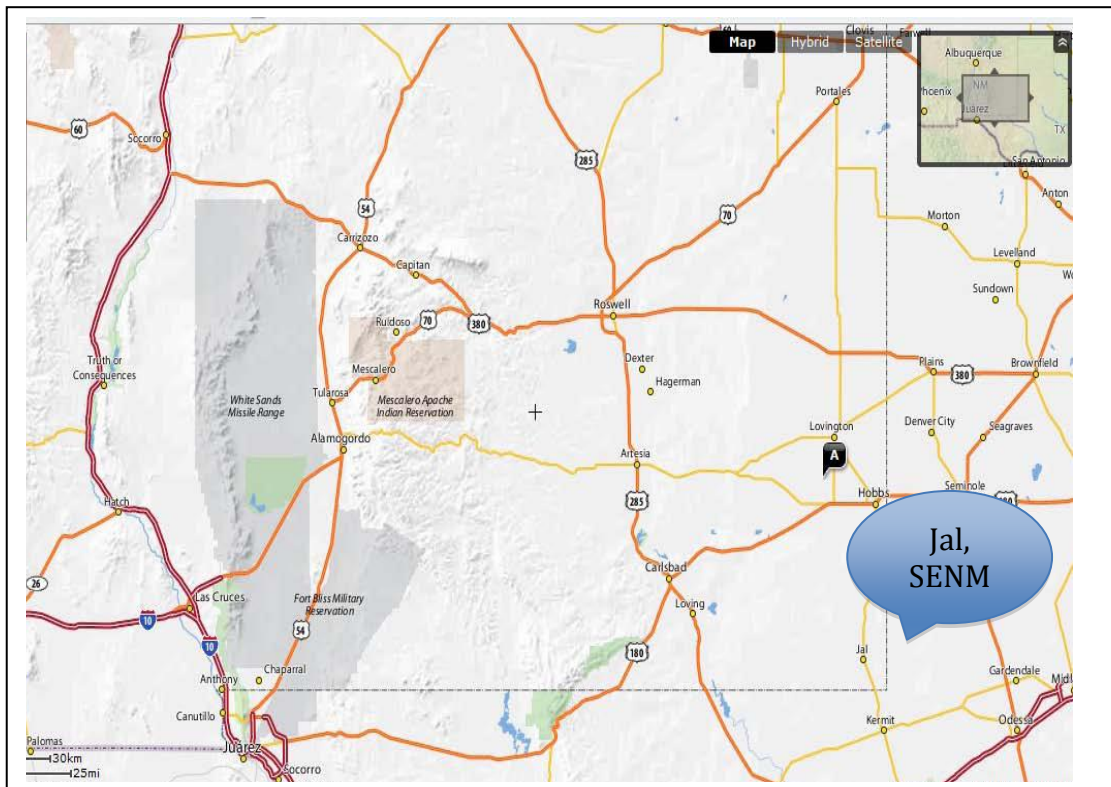 Map
Hybrid
Satellite
Clovis
Farwell
Albuquerque
NM
Phoenix
Juárez
TX
San Antonio
60
Socorro
285
Portales
Anton
54
70
Morton
Carrizozo
Levelland
Capitan
Sundown
Roswell
Ruidoso
70
380
Truth or
Consequences
Mescalero
Dexter
Hagerman
Plains
380
Brownfield
White Sands
Missile Range
Tularosa
Mescalero Apache
Indian Reservation
Alamogordo
Lovington
Denver City
Seagraves
A
Artesia
Hobbs
Seminole
285
Hatch
Jal,
SENM
26
Las Cruces
Carlsbad
Fort Bliss Military
Reservation
Loving
10
54
10
180
Jal
Anthony
Chaparral
Gardendale
Canutillo
Kermit
Odessa
Palomas
Juárez
30km
25mi
Socorro